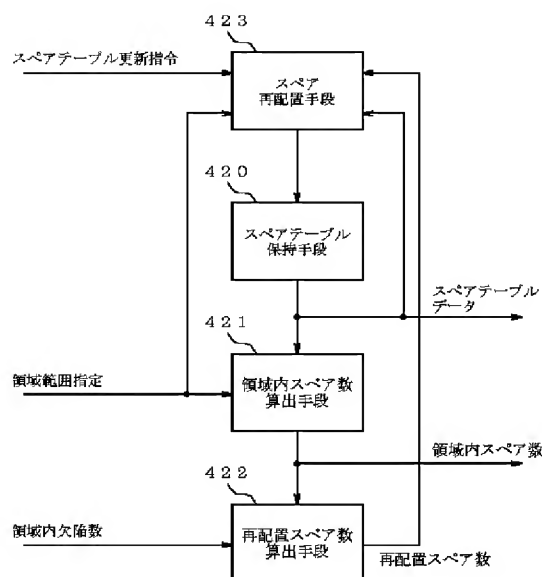 ４２３
スペアテーブル更新指令
スペア
再配置手段
４２０
スペアテーブル
保持手段
スペアテーブル
データ
４２１
領域範囲指定
領域内スペア数
算出手段
領域内スペア数
４２２
領域内欠陥数
再配置スペア数
算出手段
再配置スペア数